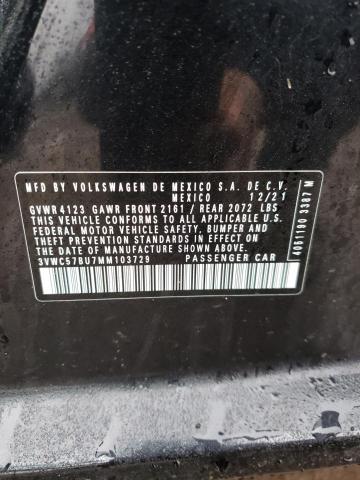 MFD BY VOLKSWAGEN DE MEXICO S.A. DE C.V.
MEXICO 12/21
GVWR 4123 GAWR FRONT 2161 / REAR 2072 LBS
THIS VEHICLE CONFORMS TO ALL APPLICABLE U.S.
FEDERAL MOTOR VEHICLE SAFETY, BUMPER AND
THEFT PREVENTION STANDARDS IN EFFECT ON
THE DATE OF MANUFACTURE SHOWN ABOVE.
3VWC57BU7MM103729 PASSENGER CAR
4061190 3387 M